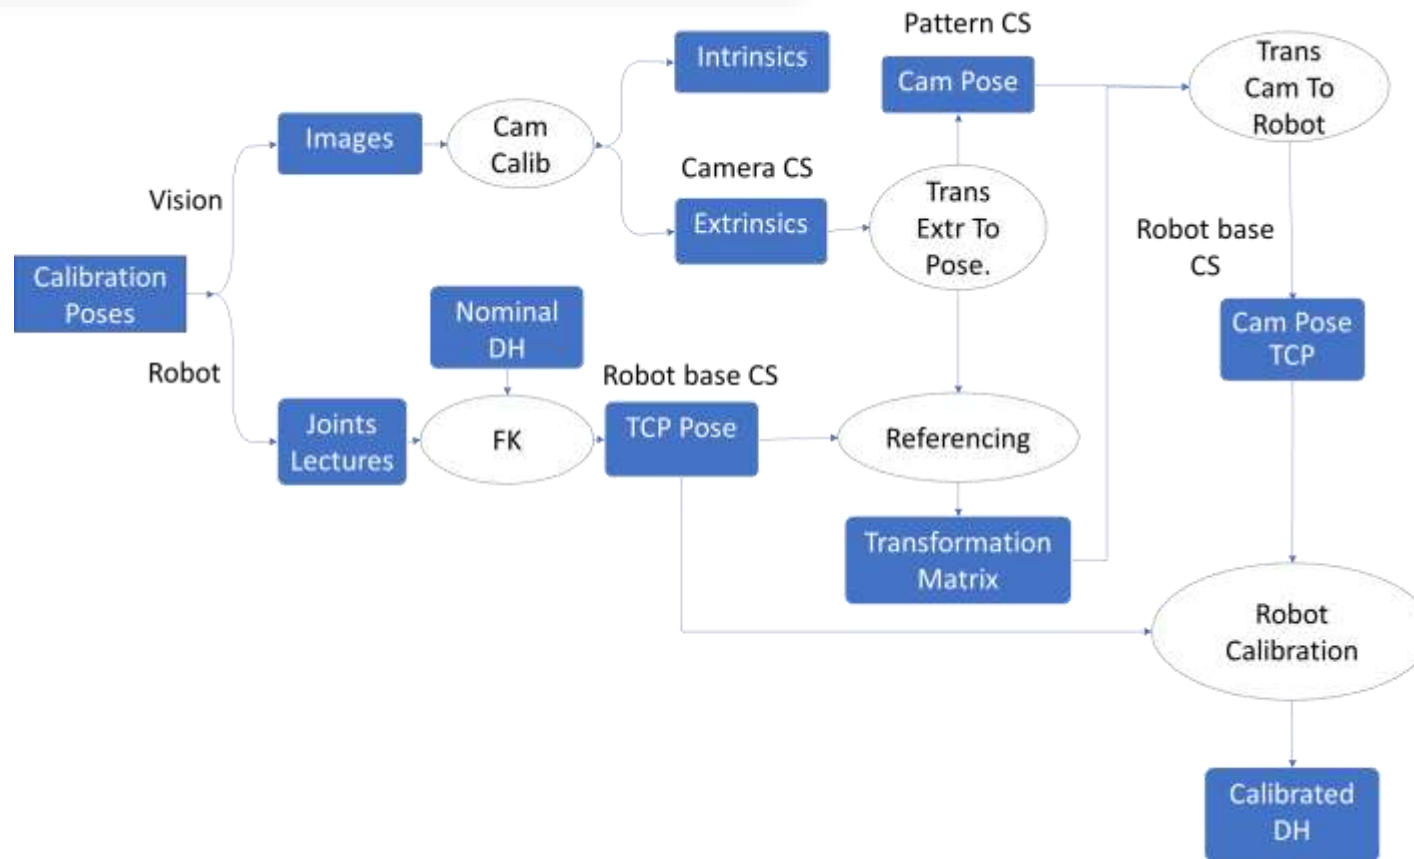 Pattern CS
Intrinsics
Cam Pose
Trans
Cam To
Robot
Images
Cam
Calib
Camera CS
Vision
Extrinsics
Trans
Extr To
Pose.
Robot base
CS
Calibration
Poses
Nominal
DH
Cam Pose
TCP
Robot
Robot base CS
Joints
Lectures
FK
TCP Pose
Referencing
Transformation
Matrix
Robot
Calibration
Calibrated
DH